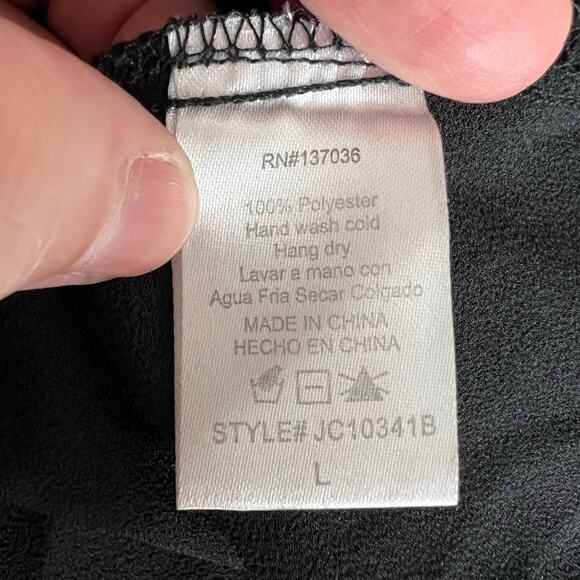 RN#137036
100% Polyester
Hand wash cold
Hang dry
Lavar a mano con
Agua Fria Secar Colgado
MADE IN CHINA
HECHO EN CHINA
STYLE# JC10341B
L